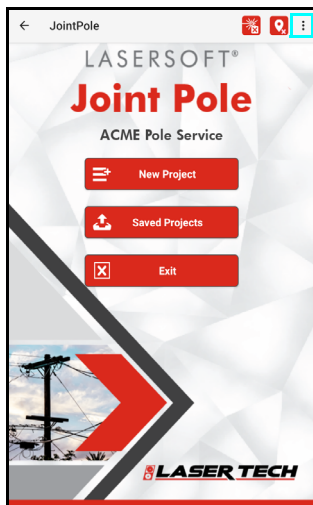 JointPole
LASERSOFT®
Joint Pole
ACME Pole Service
New Project
Saved Projects
Exit
LASER TECH